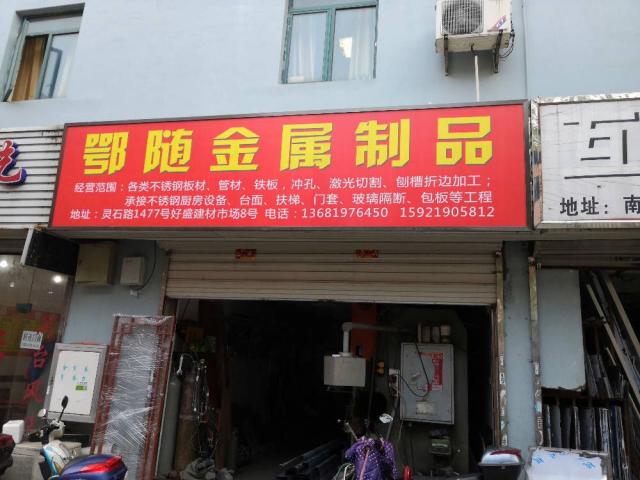 鄂随金属制品
经营范围：各类不锈钢板材、管材、铁板，冲孔、激光切割、刨槽折边加工；
承接不锈钢厨房设备、台面、扶梯、门套、玻璃隔断、包板等工程
地址：灵石路1477号好盛建材市场8号 电话：13681976450 15921905812
地址：南